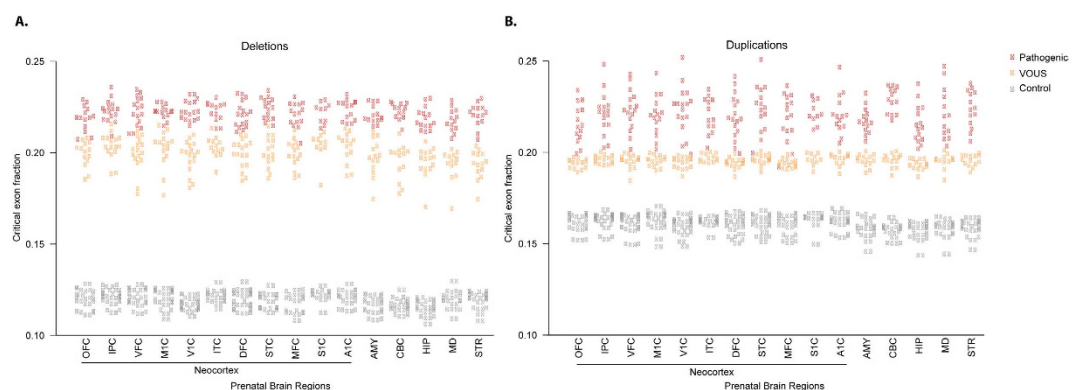 A.
Deletions
Critical exon fraction
0.25
0.20
0.15
0.10
OFC IPC VFC M1C V1C ITC DFC STC MFC S1C A1C AMY CBC HIP MD STR
Neocortex
Prenatal Brain Regions
B.
Duplications
Critical exon fraction
0.25
0.20
0.15
0.10
OFC IPC VFC M1C V1C ITC DFC STC MFC S1C A1C AMY CBC HIP MD STR
Neocortex
Prenatal Brain Regions
Pathogenic
VOUS
Control